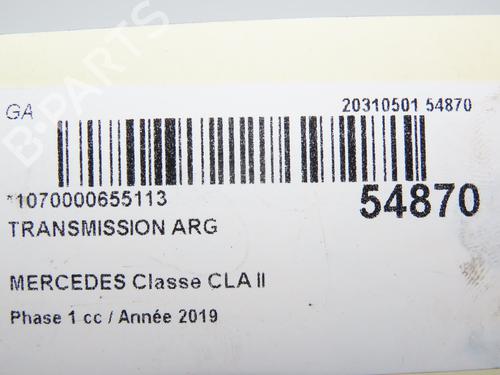 B-PARTS
GA
20310501 54870
*1070000655113
54870
TRANSMISSION ARG
MERCEDES Classe CLA II
Phase 1 cc / Année 2019